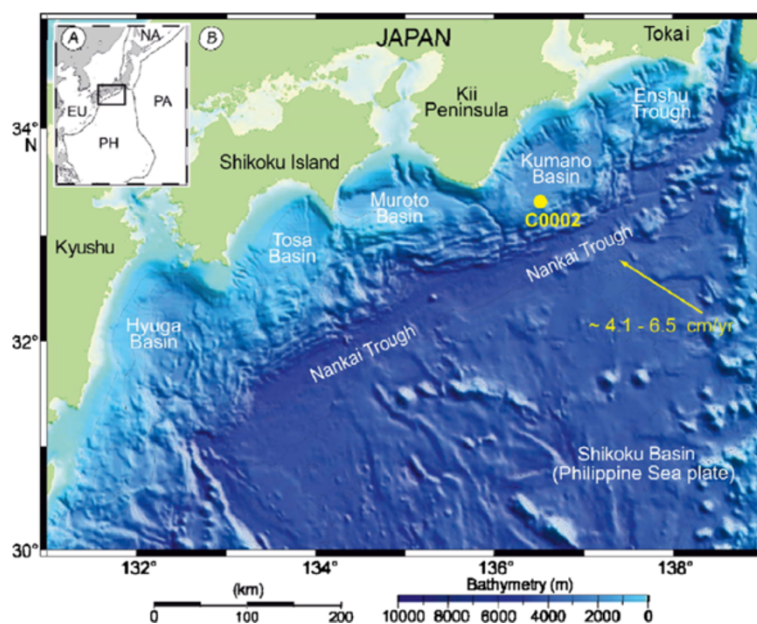 A
NA
EU
PA
PH
B
JAPAN
Tokai
Kii
Peninsula
Enshu
Trough
34°
N
Shikoku Island
Kumano
Basin
Muroto
Basin
C0002
Kyushu
Tosa
Basin
Nankai Trough
~ 4.1 - 6.5 cm/yr
32°
Hyuga
Basin
Nankai Trough
Shikoku Basin
(Philippine Sea plate)
30°
132°
134°
136°
138°
(km)
0
100
200
Bathymetry (m)
10000
8000
6000
4000
2000
0